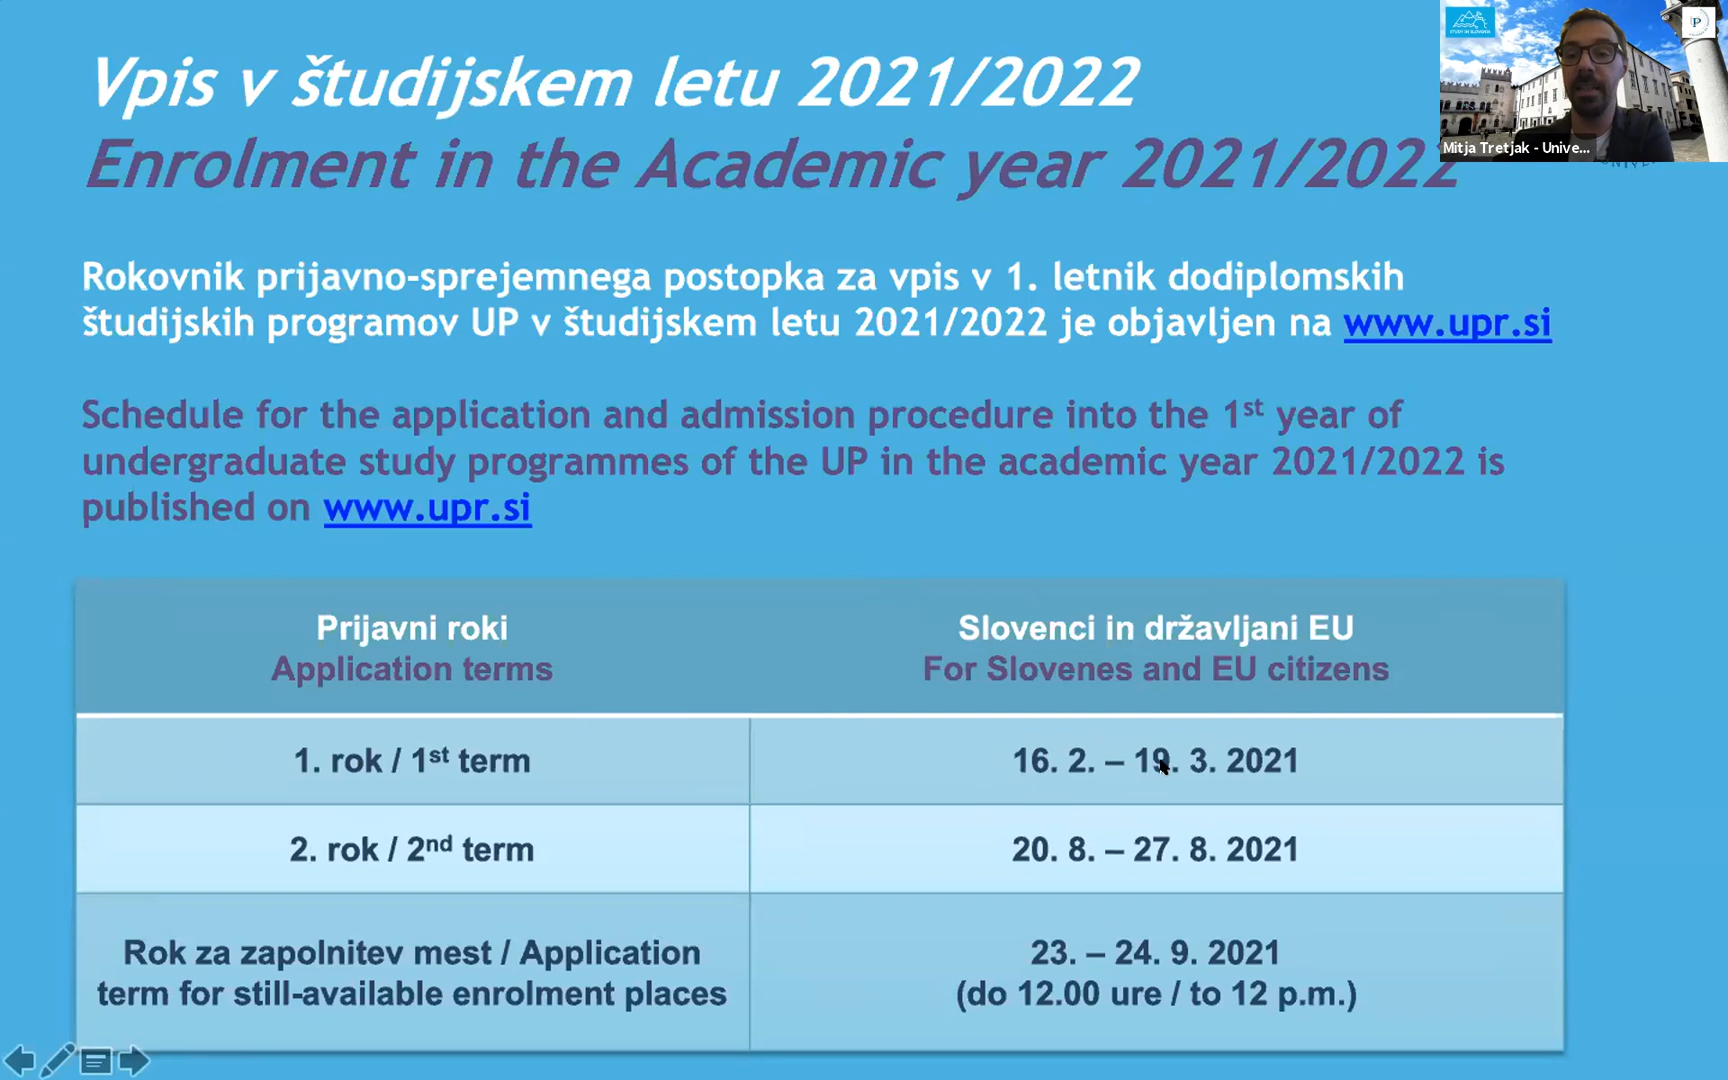 Vpis v študijskem letu 2021/2022
Enrolment in the Academic year 2021/2022
STUDY IN SLOVENIA
P
Mitja Tretjak - Unive...
Rokovnik prijavno-sprejemnega postopka za vpis v 1. letnik dodiplomskih
študijskih programov UP v študijskem letu 2021/2022 je objavljen na www.upr.si
Schedule for the application and admission procedure into the 1st year of
undergraduate study programmes of the UP in the academic year 2021/2022 is
published on www.upr.si
Prijavni roki
Application terms
Slovenci in državljani EU
For Slovenes and EU citizens
1. rok / 1st term
16. 2. – 19. 3. 2021
2. rok / 2nd term
20. 8. – 27. 8. 2021
Rok za zapolnitev mest / Application
term for still-available enrolment places
23. – 24. 9. 2021
(do 12.00 ure / to 12 p.m.)